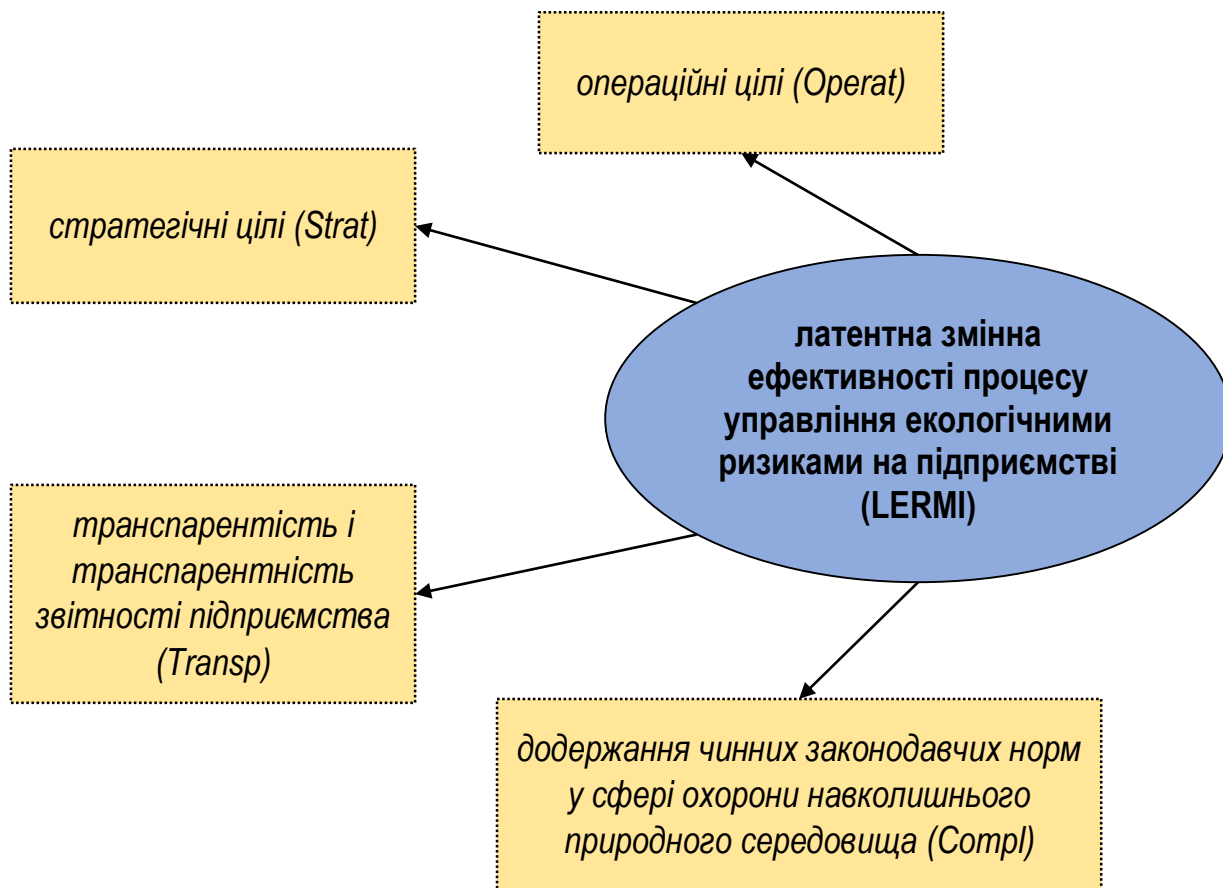 операційні цілі (Operat)
стратегічні цілі (Strat)
латентна змінна
ефективності процесу
управління екологічними
ризиками на підприємстві
(LERMI)
транспарентість і
транспарентність
звітності підприємства
(Transp)
додержання чинних законодавчих норм
у сфері охорони навколишнього
природного середовища (Compl)